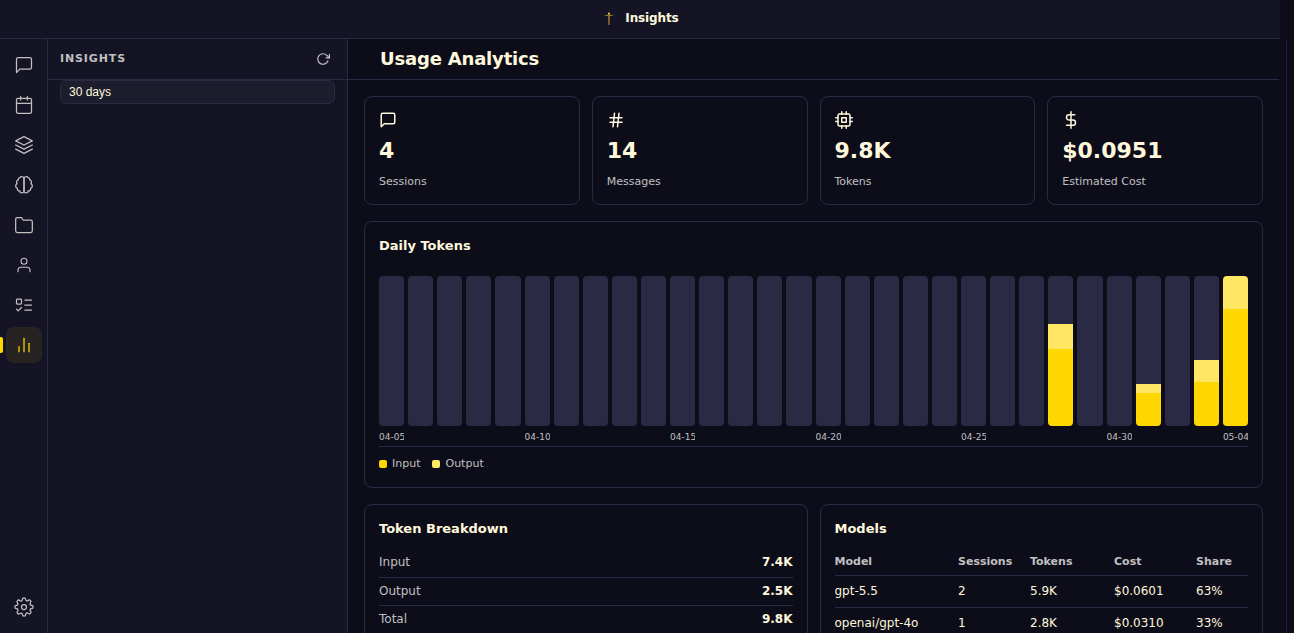 Insights
INSIGHTS
30 days
Usage Analytics
4
Sessions
14
Messages
9.8K
Tokens
$0.0951
Estimated Cost
Daily Tokens
04-05 04-10 04-15 04-20 04-25 04-30 05-04
Input Output
Token Breakdown
Input 7.4K
Output 2.5K
Total 9.8K
Models
Model Sessions Tokens Cost Share
gpt-5.5 2 5.9K $0.0601 63%
openai/gpt-4o 1 2.8K $0.0310 33%